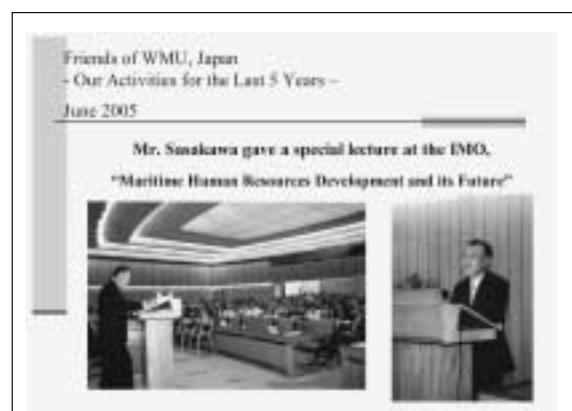 Friends of WMU, Japan
- Our Activities for the Last 5 Years –
June 2005
Mr. Sasakawa gave a special lecture at the IMO,
"Maritime Human Resources Development and its Future"